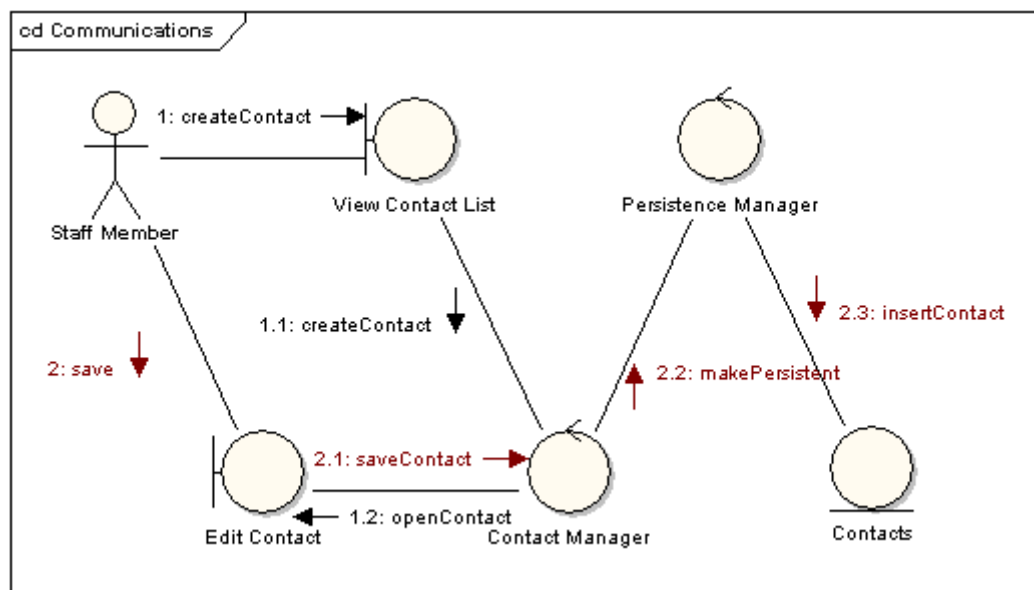 cd Communications
1: createContact
View Contact List
Persistence Manager
Staff Member
1.1: createContact
2.3: insertContact
2: save
2.2: makePersistent
2.1: saveContact
1.2: openContact
Edit Contact
Contact Manager
Contacts